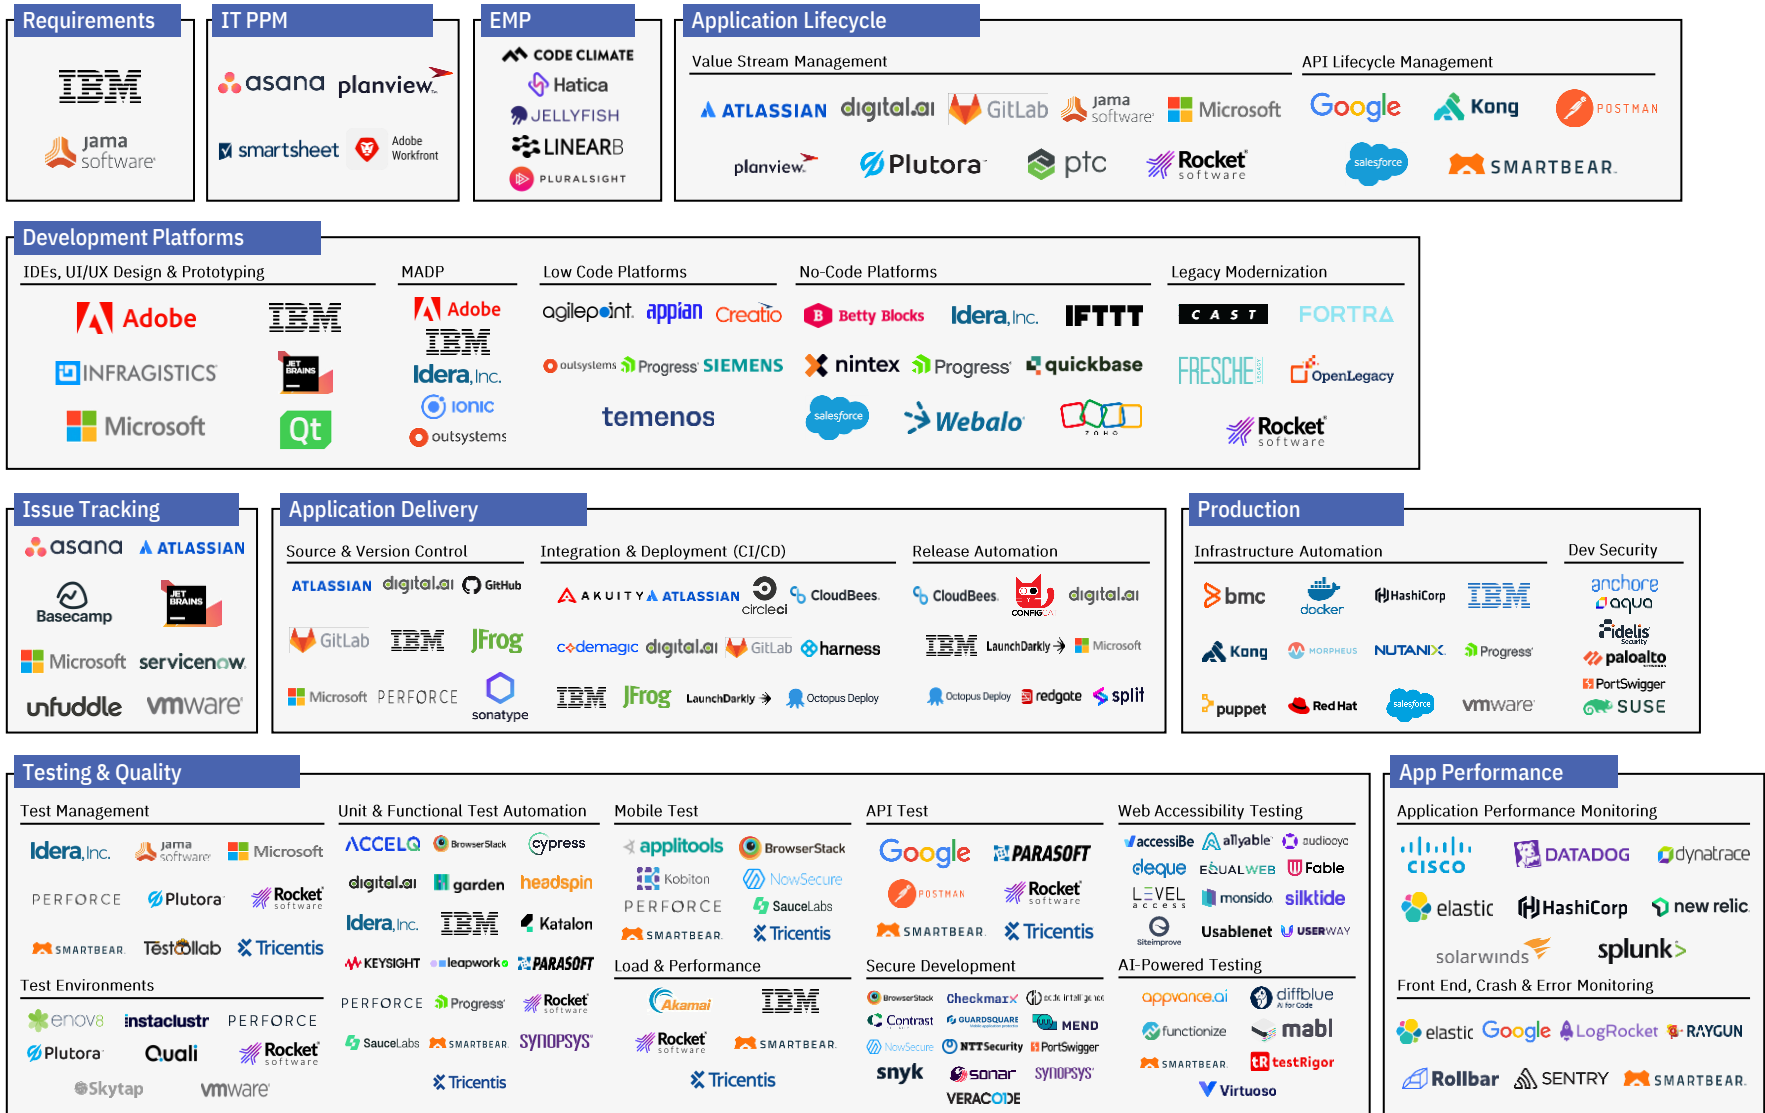 Requirements
IBM
jama
software
IT PPM
asana planview
smartsheet Adobe
Workfront
EMP
CODE CLIMATE
Hatica
JELLYFISH
LINEARB
PLURALSIGHT
Application Lifecycle
Value Stream Management
ATLASSIAN digital.ai GitLab jama software Microsoft
planview Plutora ptc Rocket software
API Lifecycle Management
Google Kong POSTMAN
salesforce SMARTBEAR
Development Platforms
IDEs, UI/UX Design & Prototyping
Adobe IBM
INFRAGISTICS JET BRAINS
Microsoft Qt
MADP
Adobe
IBM
Idera, Inc.
IONIC
outsystems
Low Code Platforms
agilepoint appian Creatio
outsystems Progress SIEMENS
temenos
No-Code Platforms
Betty Blocks Idera, Inc. IFTTT
nintex Progress quickbase
salesforce Webalo ZOHO
Legacy Modernization
CAST FORTRA
FRESCHE LEGACY OpenLegacy
Rocket software
Issue Tracking
asana ATLASSIAN
Basecamp JET BRAINS
Microsoft servicenow
unfuddle vmware
Application Delivery
Source & Version Control
ATLASSIAN digital.ai GitHub
GitLab IBM JFrog
Microsoft PERFORCE sonatype
Integration & Deployment (CI/CD)
AKUITY ATLASSIAN circleci CloudBees.
codemagic digital.ai GitLab harness
IBM JFrog LaunchDarkly Octopus Deploy
Release Automation
CloudBees. CONFIGCAT digital.ai
IBM LaunchDarkly Microsoft
Octopus Deploy redgate split
Production
Infrastructure Automation
bmc docker HashiCorp IBM
Kong MORPHEUS NUTANIX Progress
puppet Red Hat salesforce vmware
Dev Security
anchore
aqua
Fidelis
Security
paloalto
PortSwigger
SUSE
Testing & Quality
Test Management
Idera, Inc. jama software Microsoft
PERFORCE Plutora Rocket software
SMARTBEAR Testcollab Tricentis
Test Environments
enov8 instaclustr PERFORCE
Plutora Quali Rocket software
Skytap vmware
Unit & Functional Test Automation
ACCELQ BrowserStack cypress
digital.ai garden headspin
Idera, Inc. IBM Katalon
KEYSIGHT leapwork PARASOFT
PERFORCE Progress Rocket software
SauceLabs SMARTBEAR SYNOPSYS
Tricentis
Mobile Test
applitools BrowserStack
Kobiton NowSecure
PERFORCE SauceLabs
SMARTBEAR Tricentis
Load & Performance
Akamai IBM
Rocket software SMARTBEAR
Tricentis
API Test
Google PARASOFT
POSTMAN Rocket software
SMARTBEAR Tricentis
Secure Development
BrowserStack Checkmarx code intelligence
Contrast GUARDSQUARE MEND
NowSecure NTTSecurity PortSwigger
snyk sonar SYNOPSYS
VERACODE
Web Accessibility Testing
accessiBe allyable audioeye
deque EQUALWEB Fable
LEVEL access monsido silktide
Siteimprove Usablenet USERWAY
AI-Powered Testing
appvance.ai diffblue AI for Code
functionize mabl
SMARTBEAR tR testRigor
Virtuoso
App Performance
Application Performance Monitoring
CISCO DATADOG dynatrace
elastic HashiCorp new relic
solarwinds splunk>
Front End, Crash & Error Monitoring
elastic Google LogRocket RAYGUN
Rollbar SENTRY SMARTBEAR